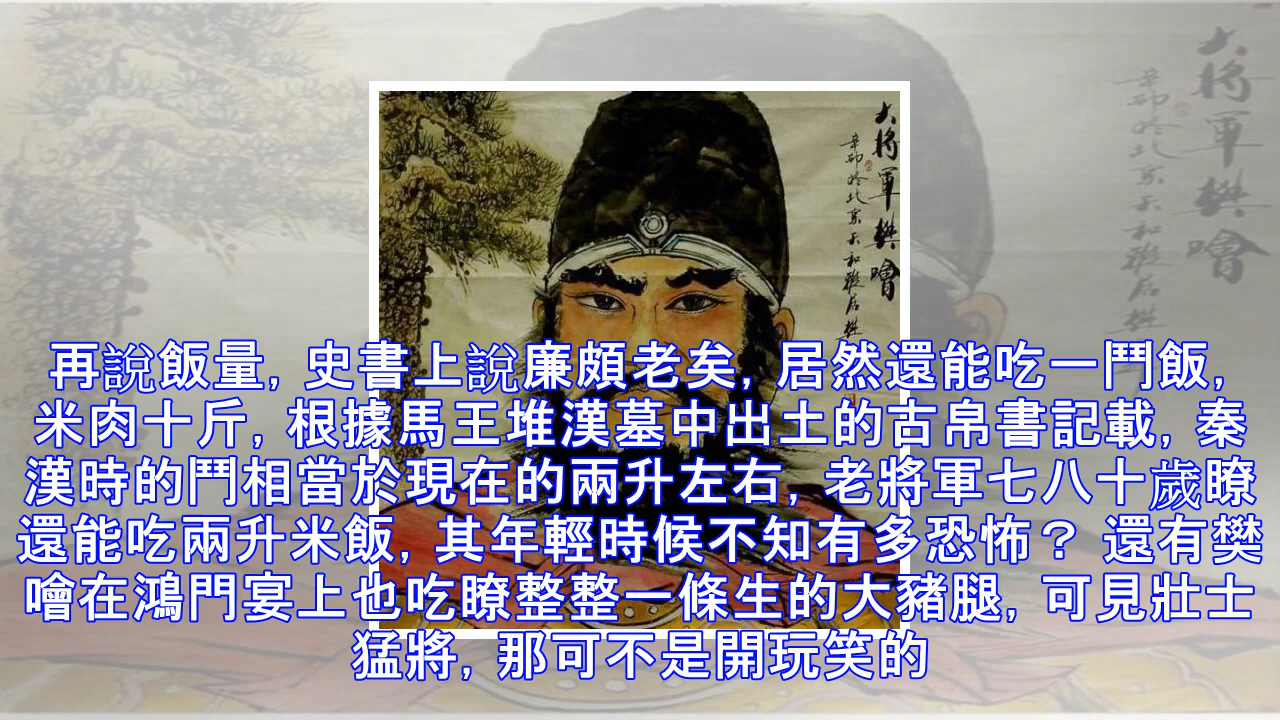 大將軍樊噲
再說飯量, 史書上說廉頗老矣, 居然還能吃一鬥飯,
米肉十斤, 根據馬王堆漢墓中出土的古帛書記載, 秦
漢時的鬥相當於現在的兩升左右, 老將軍七八十歲瞭
還能吃兩升米飯, 其年輕時候不知有多恐怖？ 還有樊
噲在鴻門宴上也吃瞭整整一條生的大豬腿, 可見壯士
猛將, 那可不是開玩笑的